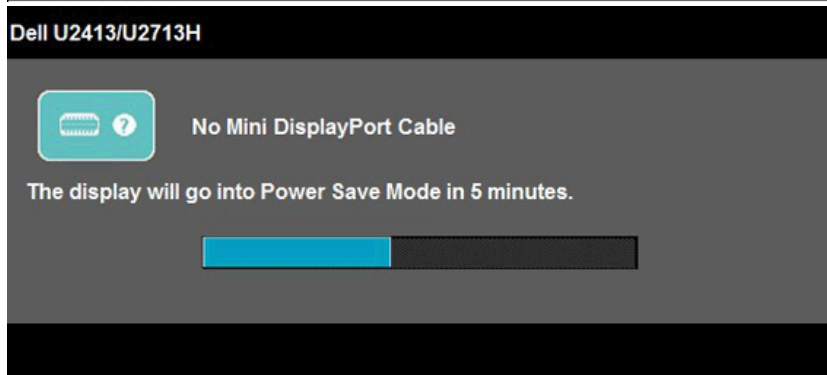 Dell U2413/U2713H
?
No Mini DisplayPort Cable
The display will go into Power Save Mode in 5 minutes.